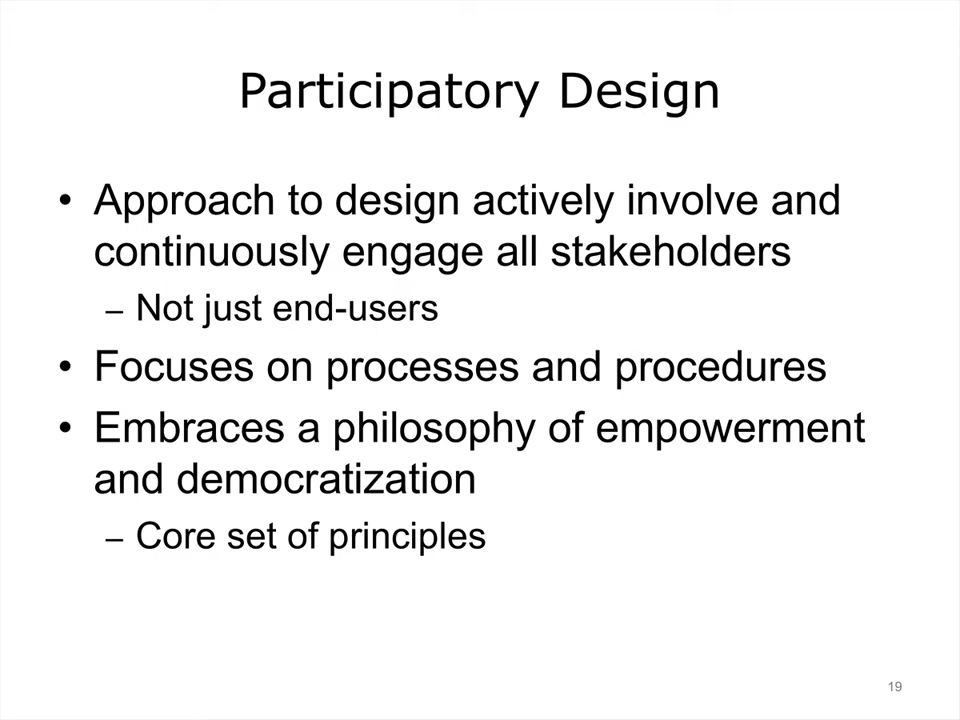 Participatory Design
• Approach to design actively involve and
continuously engage all stakeholders
– Not just end-users
• Focuses on processes and procedures
• Embraces a philosophy of empowerment
and democratization
– Core set of principles
19